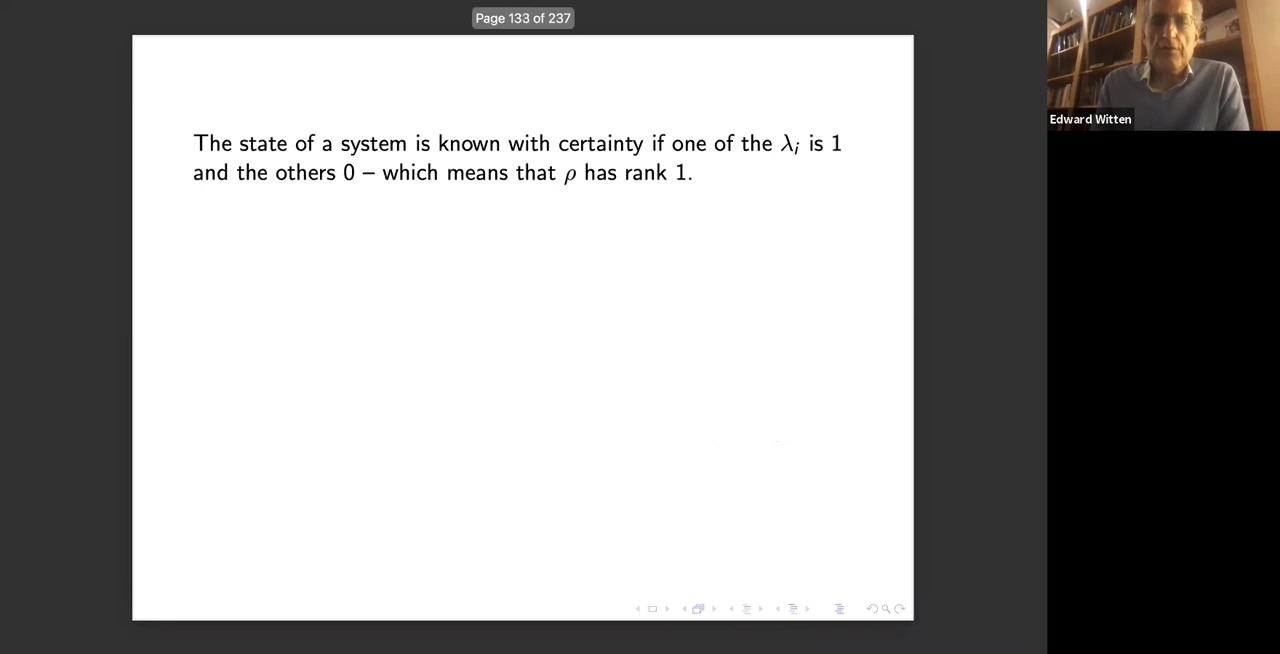 Page 133 of 237
The state of a system is known with certainty if one of the λᵢ is 1
and the others 0 – which means that ρ has rank 1.
Edward Witten